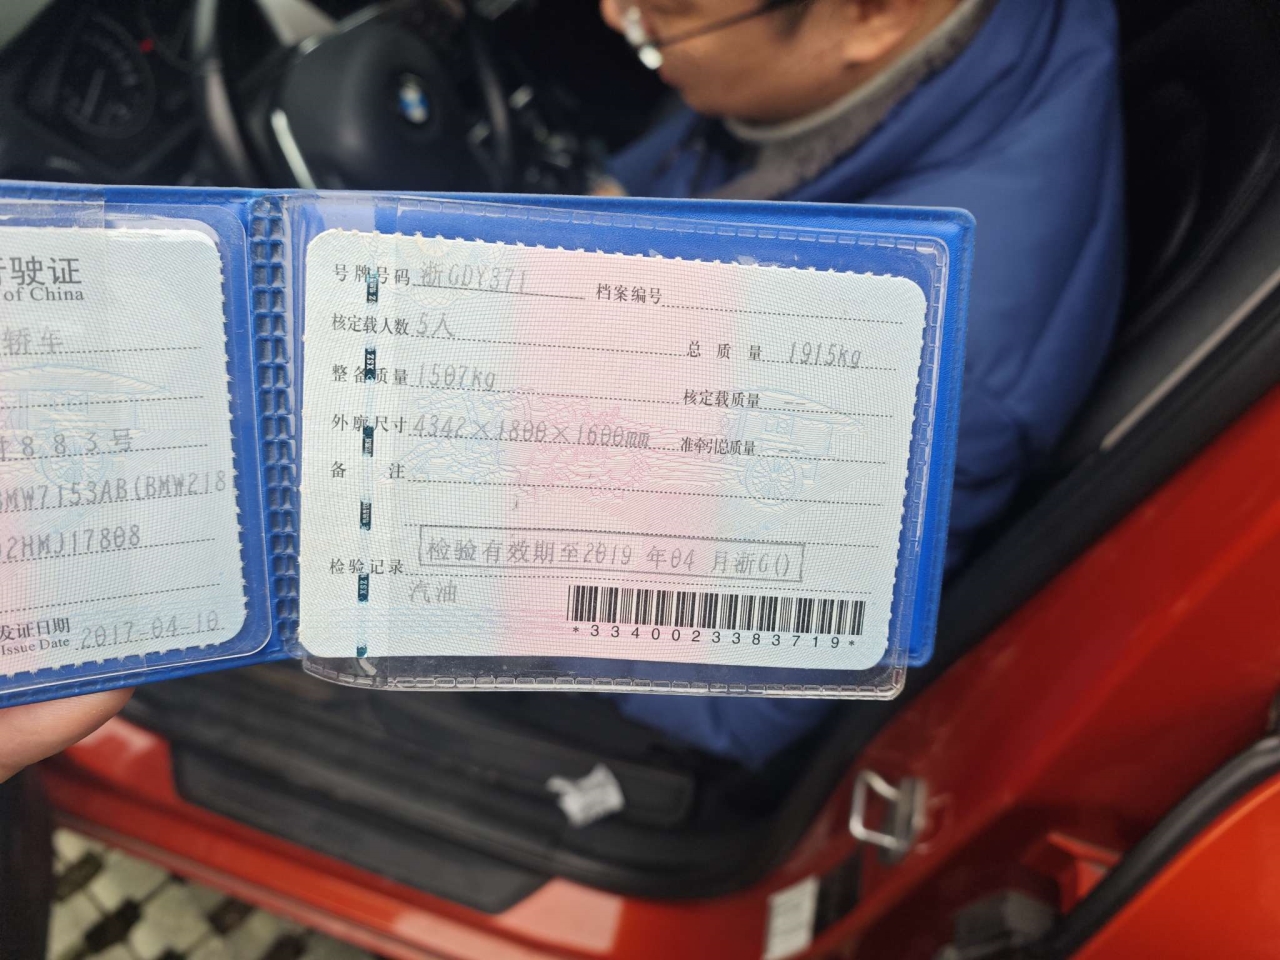 行驶证
of China
轿车
883号
BMW7153AB(BMW218
02HMJ17808
发证日期
Issue Date 2017-04-10
号牌号码 浙GDY371 档案编号
核定载人数 5人 总质量 1915kg
整备质量 1507kg 核定载质量 --
外廓尺寸 4342×1800×1600mm 准牵引总质量 --
备注
检验记录 检验有效期至2019年04月浙G()
汽油
*3340023383719*